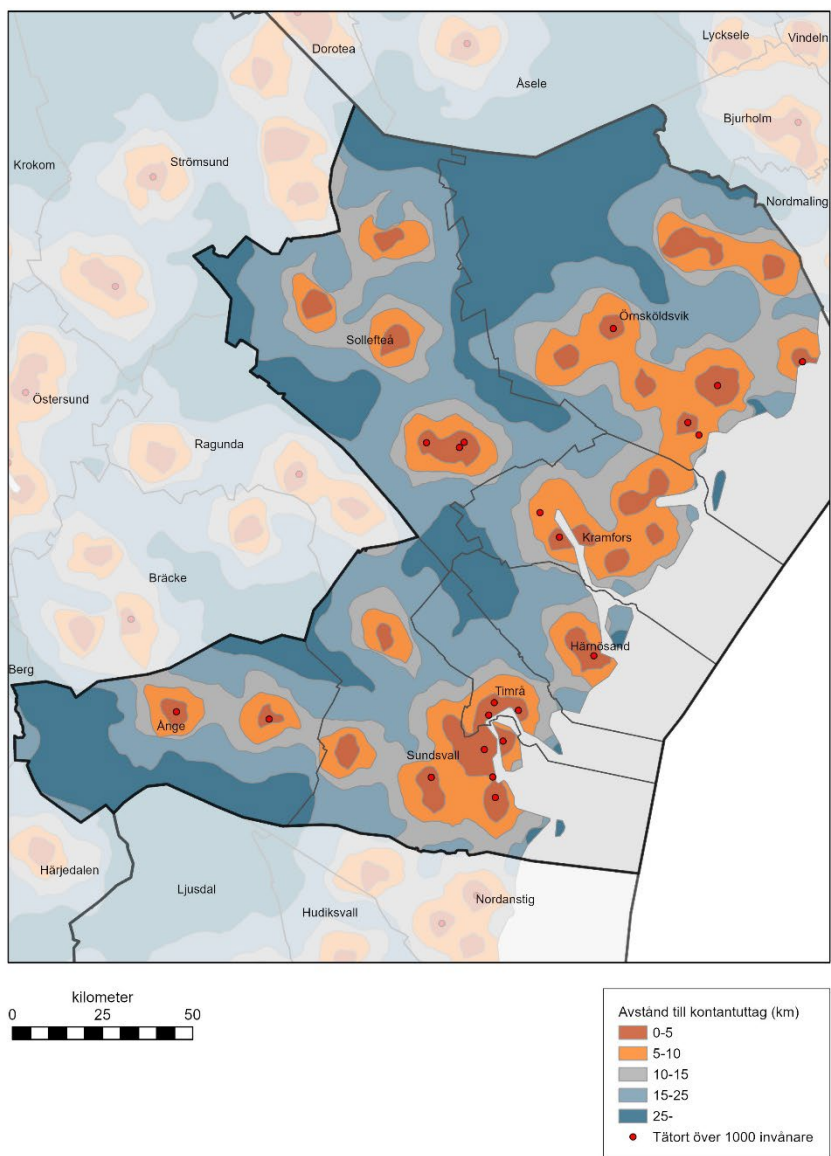 Dorotea
Lycksele
Vindeln
Åsele
Bjurholm
Krokom
Strömsund
Nordmaling
Örnsköldsvik
Sollefteå
Östersund
Ragunda
Kramfors
Bräcke
Härnösand
Berg
Timrå
Ånge
Sundsvall
Härjedalen
Ljusdal
Hudiksvall
Nordanstig
kilometer
0 25 50
Avstånd till kontantuttag (km)
0-5
5-10
10-15
15-25
25-
Tätort över 1000 invånare